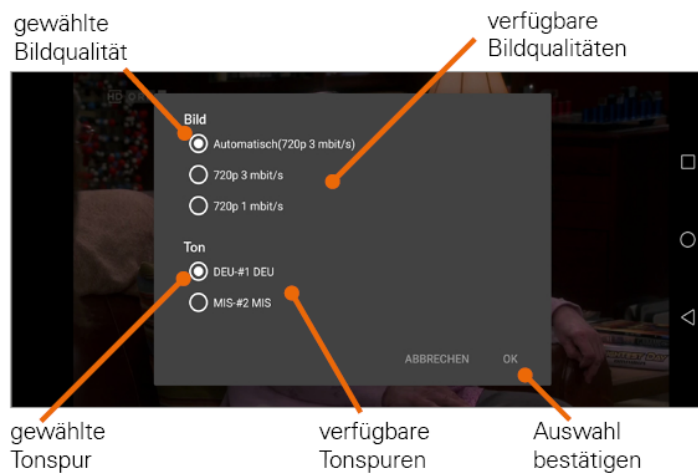 gewählte
Bildqualität
verfügbare
Bildqualitäten
Bild
Automatisch(720p 3 mbit/s)
720p 3 mbit/s
720p 1 mbit/s
Ton
DEU-#1 DEU
MIS-#2 MIS
ABBRECHEN OK
gewählte
Tonspur
verfügbare
Tonspuren
Auswahl
bestätigen